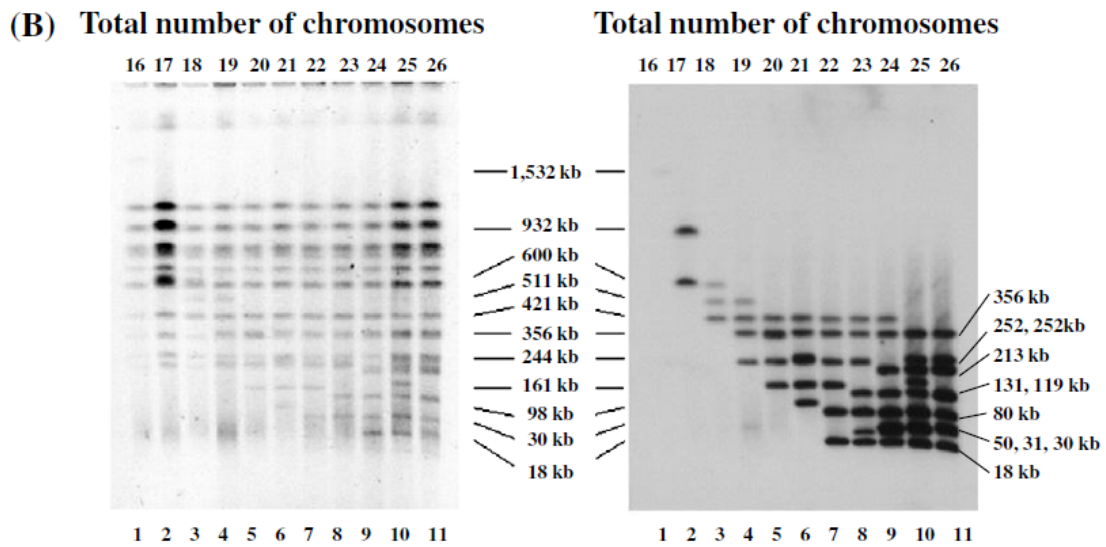 (B) Total number of chromosomes Total number of chromosomes
16 17 18 19 20 21 22 23 24 25 26 16 17 18 19 20 21 22 23 24 25 26
1,532 kb
932 kb
600 kb
511 kb
421 kb
356 kb
244 kb
161 kb
98 kb
30 kb
18 kb
356 kb
252, 252kb
213 kb
131, 119 kb
80 kb
50, 31, 30 kb
18 kb
1 2 3 4 5 6 7 8 9 10 11 1 2 3 4 5 6 7 8 9 10 11